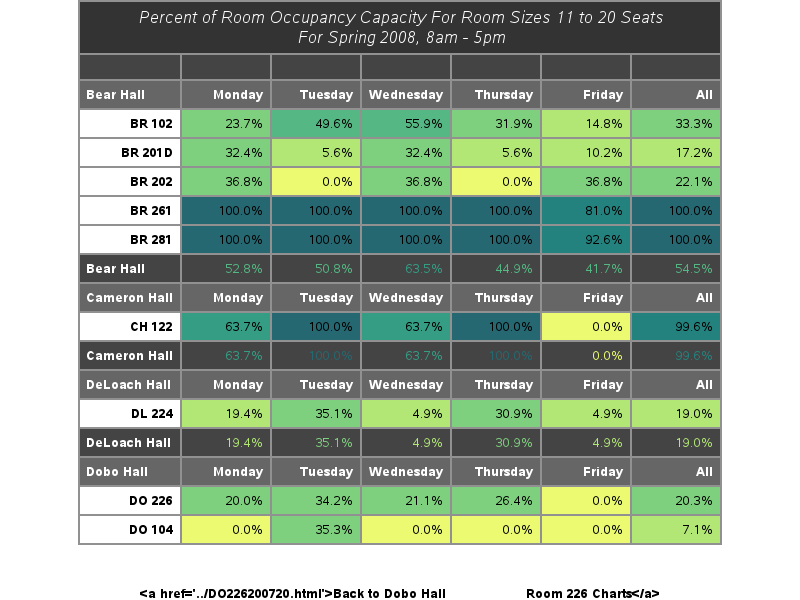 Percent of Room Occupancy Capacity For Room Sizes 11 to 20 Seats
For Spring 2008, 8am - 5pm
Bear Hall Monday Tuesday Wednesday Thursday Friday All
BR 102 23.7% 49.6% 55.9% 31.9% 14.8% 33.3%
BR 201D 32.4% 5.6% 32.4% 5.6% 10.2% 17.2%
BR 202 36.8% 0.0% 36.8% 0.0% 36.8% 22.1%
BR 261 100.0% 100.0% 100.0% 100.0% 81.0% 100.0%
BR 281 100.0% 100.0% 100.0% 100.0% 92.6% 100.0%
Bear Hall 52.8% 50.8% 63.5% 44.9% 41.7% 54.5%
Cameron Hall Monday Tuesday Wednesday Thursday Friday All
CH 122 63.7% 100.0% 63.7% 100.0% 0.0% 99.6%
Cameron Hall 63.7% 100.0% 63.7% 100.0% 0.0% 99.6%
DeLoach Hall Monday Tuesday Wednesday Thursday Friday All
DL 224 19.4% 35.1% 4.9% 30.9% 4.9% 19.0%
DeLoach Hall 19.4% 35.1% 4.9% 30.9% 4.9% 19.0%
Dobo Hall Monday Tuesday Wednesday Thursday Friday All
DO 226 20.0% 34.2% 21.1% 26.4% 0.0% 20.3%
DO 104 0.0% 35.3% 0.0% 0.0% 0.0% 7.1%
<a href='../DO226200720.html'>Back to Dobo Hall Room 226 Charts</a>